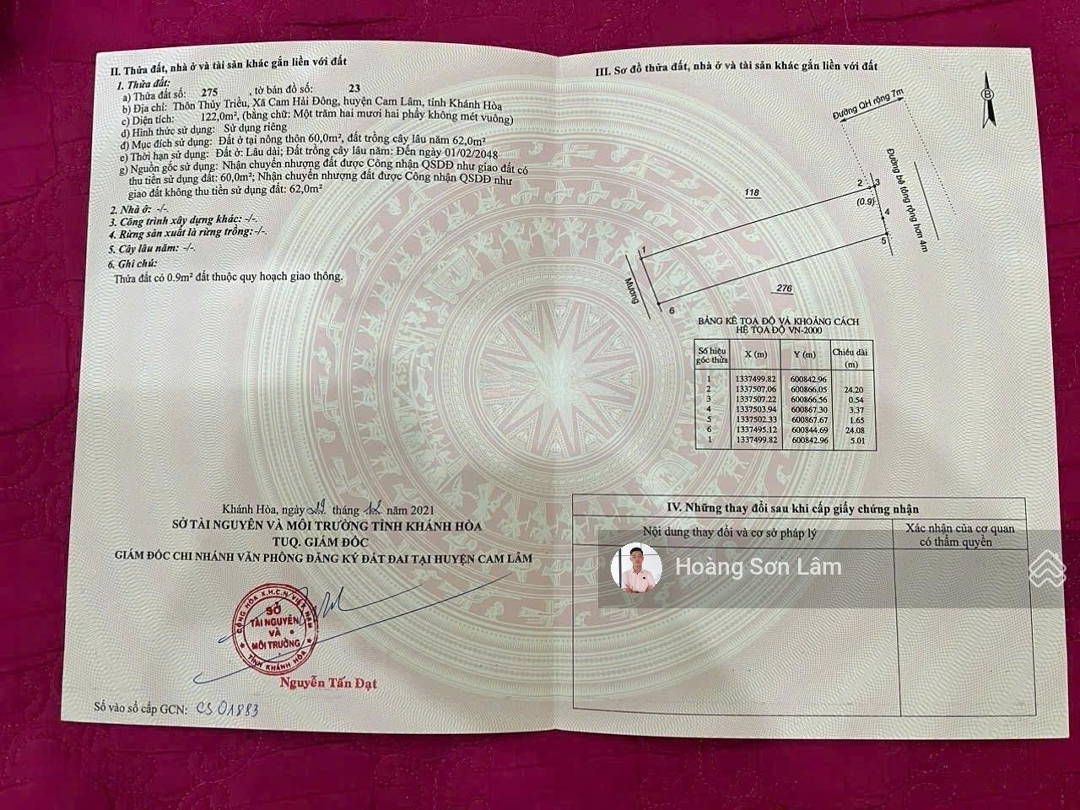 II. Thửa đất, nhà ở và tài sản khác gắn liền với đất
1. Thửa đất:
a) Thửa đất số: 275 , tờ bản đồ số: 23
b) Địa chỉ: Thôn Thủy Triều, Xã Cam Hải Đông, huyện Cam Lâm, tỉnh Khánh Hòa
c) Diện tích: 122,0m², (bằng chữ: Một trăm hai mươi hai phẩy không mét vuông)
d) Hình thức sử dụng: Sử dụng riêng
đ) Mục đích sử dụng: Đất ở tại nông thôn 60,0m², đất trồng cây lâu năm 62,0m²
e) Thời hạn sử dụng: Đất ở: Lâu dài; Đất trồng cây lâu năm: Đến ngày 01/02/2048
g) Nguồn gốc sử dụng: Nhận chuyển nhượng đất được Công nhận QSDĐ như giao đất có
thu tiền sử dụng đất: 60,0m²; Nhận chuyển nhượng đất được Công nhận QSDĐ như
giao đất không thu tiền sử dụng đất: 62,0m²
2. Nhà ở: -/-.
3. Công trình xây dựng khác: -/-.
4. Rừng sản xuất là rừng trồng:-/-.
5. Cây lâu năm: -/-.
6. Ghi chú:
Thửa đất có 0.9m² đất thuộc quy hoạch giao thông.
Khánh Hòa, ngày tháng năm 2021
SỞ TÀI NGUYÊN VÀ MÔI TRƯỜNG TỈNH KHÁNH HÒA
TUQ. GIÁM ĐỐC
GIÁM ĐỐC CHI NHÁNH VĂN PHÒNG ĐĂNG KÝ ĐẤT ĐAI TẠI HUYỆN CAM LÂM
CỘNG HÒA X.H.C.N VIỆT NAM
SỞ
TÀI NGUYÊN
VÀ
MÔI TRƯỜNG
TỈNH KHÁNH HÒA
Nguyễn Tấn Đạt
Số vào sổ cấp GCN: CS 01883
III. Sơ đồ thửa đất, nhà ở và tài sản khác gắn liền với đất
B
Đường QH rộng 7m
Đường bê tông rộng hơn 4m
118
2 3
(0.9)
4
5
1
Mương
6
276
BẢNG KÊ TỌA ĐỘ VÀ KHOẢNG CÁCH
HỆ TỌA ĐỘ VN-2000
Số hiệu góc thửa X (m) Y (m) Chiều dài (m)
1 1337499.82 600842.96
2 1337507.06 600866.05 24.20
3 1337507.22 600866.56 0.54
4 1337503.94 600867.30 3.37
5 1337502.33 600867.67 1.65
6 1337495.12 600844.69 24.08
1 1337499.82 600842.96 5.01
IV. Những thay đổi sau khi cấp giấy chứng nhận
Nội dung thay đổi và cơ sở pháp lý
Xác nhận của cơ quan
có thẩm quyền
Hoàng Sơn Lâm